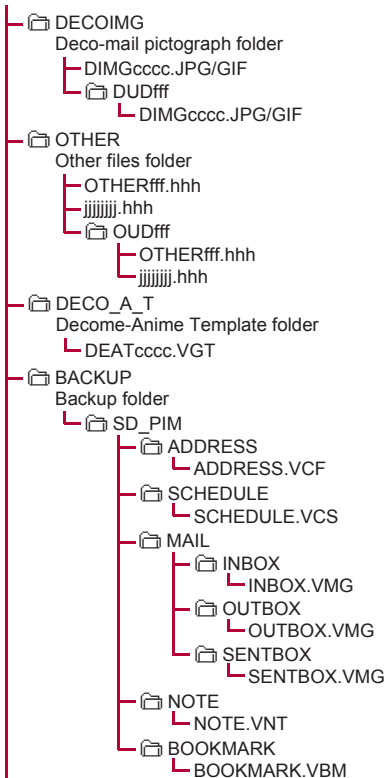 DECOIMG
Deco-mail pictograph folder
DIMGcccc.JPG/GIF
DUDfff
DIMGcccc.JPG/GIF
OTHER
Other files folder
OTHERfff.hhh
jjjjjjjj.hhh
OUDfff
OTHERfff.hhh
jjjjjjjj.hhh
DECO_A_T
Decome-Anime Template folder
DEATcccc.VGT
BACKUP
Backup folder
SD_PIM
ADDRESS
ADDRESS.VCF
SCHEDULE
SCHEDULE.VCS
MAIL
INBOX
INBOX.VMG
OUTBOX
OUTBOX.VMG
SENTBOX
SENTBOX.VMG
NOTE
NOTE.VNT
BOOKMARK
BOOKMARK.VBM